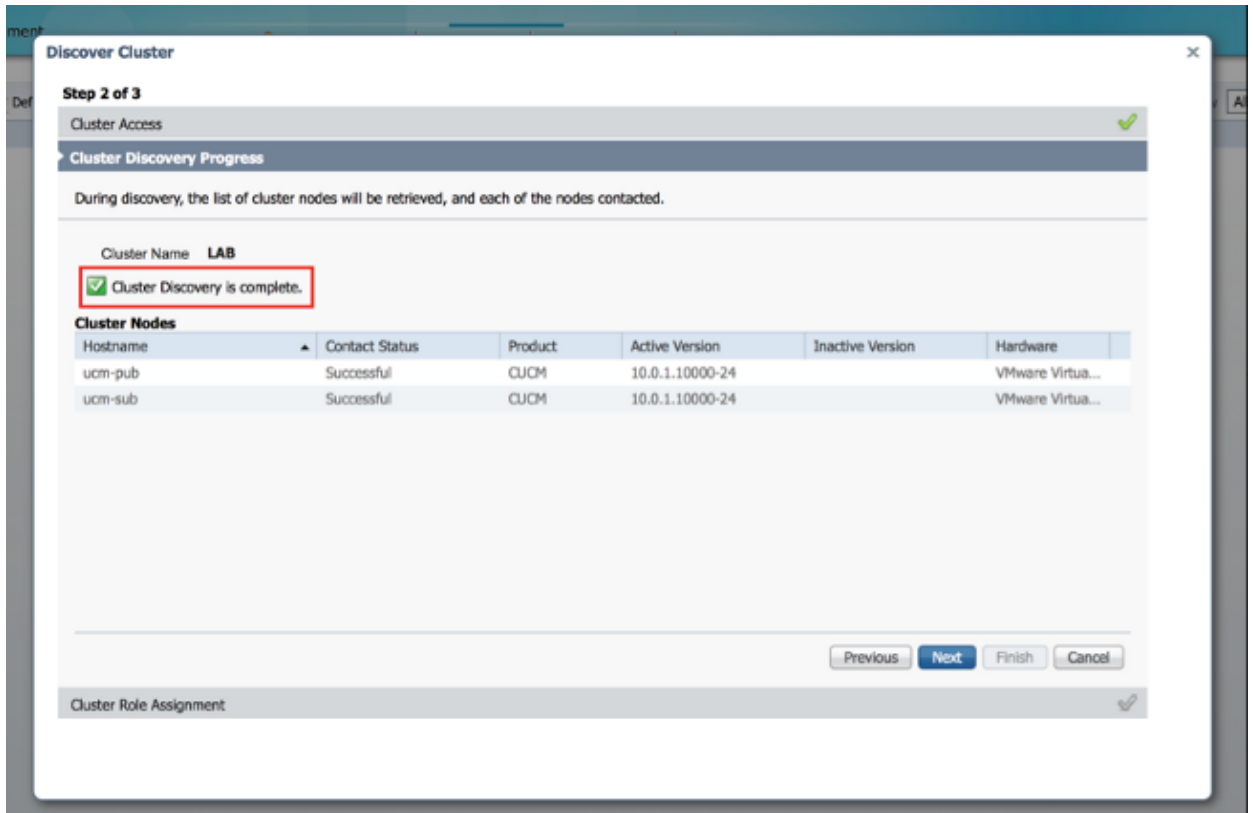 ment
Discover Cluster
Step 2 of 3
Def
Al
Cluster Access
Cluster Discovery Progress
During discovery, the list of cluster nodes will be retrieved, and each of the nodes contacted.
Cluster Name LAB
Cluster Discovery is complete.
Cluster Nodes
Hostname Contact Status Product Active Version Inactive Version Hardware
ucm-pub Successful CUCM 10.0.1.10000-24 VMware Virtua...
ucm-sub Successful CUCM 10.0.1.10000-24 VMware Virtua...
Previous Next Finish Cancel
Cluster Role Assignment